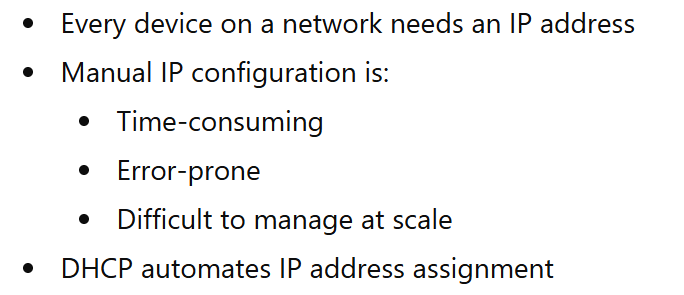 • Every device on a network needs an IP address
• Manual IP configuration is:
• Time-consuming
• Error-prone
• Difficult to manage at scale
• DHCP automates IP address assignment